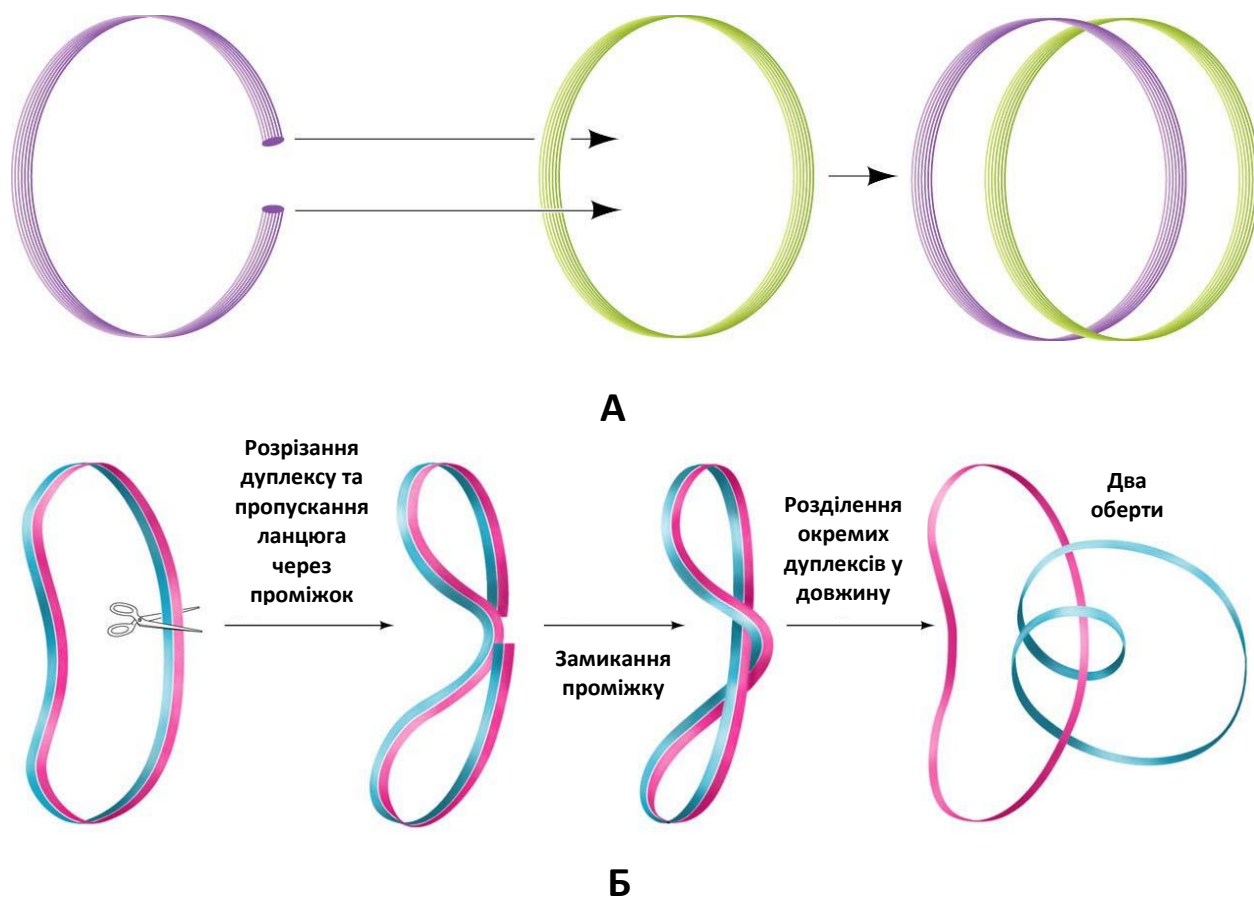 А
Розрізання
дуплексу та
пропускання
ланцюга
через
проміжок
Замикання
проміжку
Розділення
окремих
дуплексів у
довжину
Два
оберти
Б